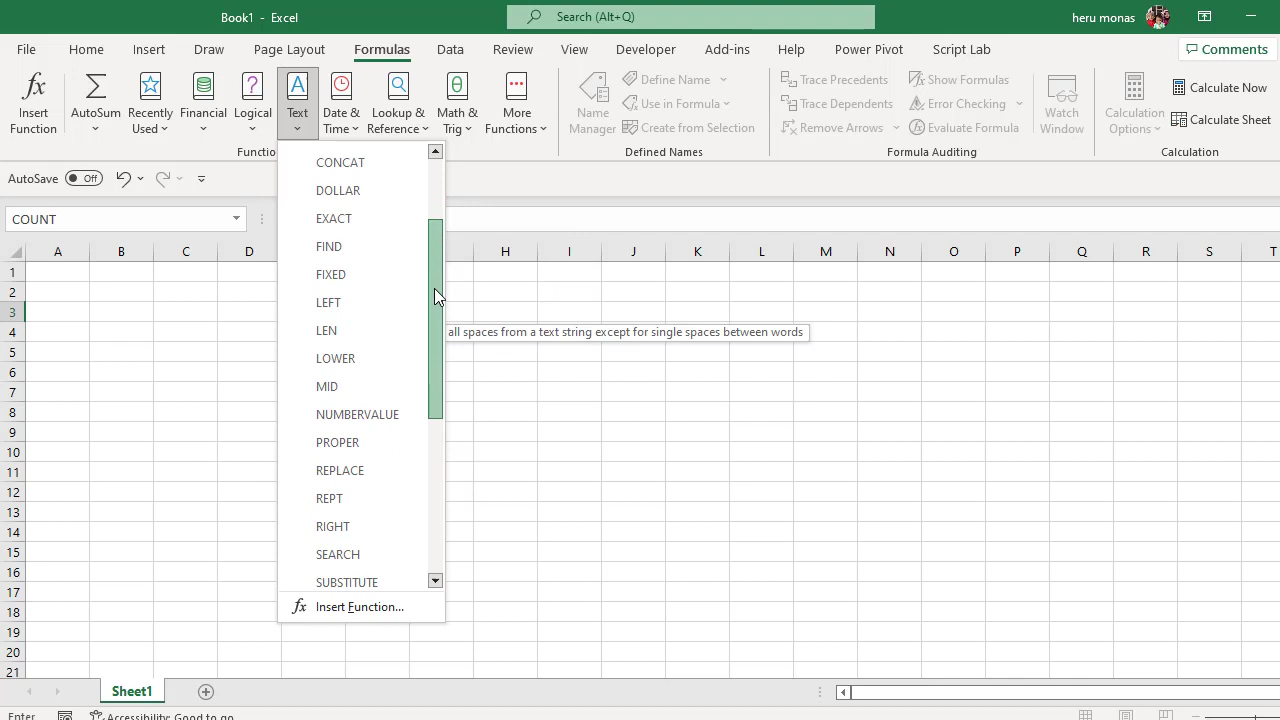 Book1 - Excel
Search (Alt+Q)
heru monas
File Home Insert Draw Page Layout Formulas Data Review View Developer Add-ins Help Power Pivot Script Lab Comments
Insert Function
AutoSum
Recently Used
Financial
Logical
Text
Date & Time
Lookup & Reference
Math & Trig
More Functions
Name Manager
Define Name
Use in Formula
Create from Selection
Trace Precedents
Trace Dependents
Remove Arrows
Show Formulas
Error Checking
Evaluate Formula
Watch Window
Calculation Options
Calculate Now
Calculate Sheet
Functio
Defined Names
Formula Auditing
Calculation
AutoSave Off
COUNT
CONCAT
DOLLAR
EXACT
FIND
FIXED
LEFT
LEN
LOWER
MID
NUMBERVALUE
PROPER
REPLACE
REPT
RIGHT
SEARCH
SUBSTITUTE
fx Insert Function...
all spaces from a text string except for single spaces between words
A B C D H I J K L M N O P Q R S T
1
2
3
4
5
6
7
8
9
10
11
12
13
14
15
16
17
18
19
20
21
Sheet1
Enter
Accessibility: Good to go